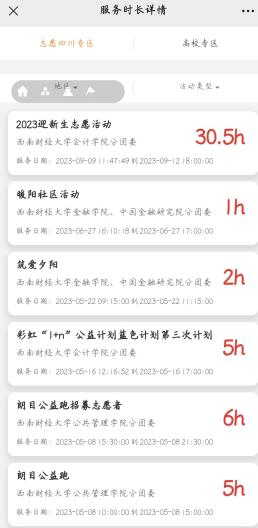 服务时长详情
志愿四川专区
高校专区
地区
活动类型
2023迎新生志愿活动
西南财经大学会计学院分团委
30.5h
服务日期：2023-09-09 11:47:49 到 2023-09-12 18:00:00
暖阳社区活动
西南财经大学金融学院、中国金融研究院分团委
1h
服务日期：2023-06-27 16:10:18 到 2023-06-27 17:00:00
筑爱夕阳
西南财经大学金融学院、中国金融研究院分团委
2h
服务日期：2023-05-22 09:15:00 到 2023-05-22 11:15:00
彩虹“1+n”公益计划蓝色计划第三次计划
西南财经大学会计学院分团委
5h
服务日期：2023-05-16 12:16:52 到 2023-05-16 17:00:00
朗目公益跑招募志愿者
西南财经大学公共管理学院分团委
6h
服务日期：2023-05-08 15:30:00 到 2023-05-08 21:30:00
朗目公益跑
西南财经大学公共管理学院分团委
5h
服务日期：2023-05-08 10:00:00 到 2023-05-08 15:00:00